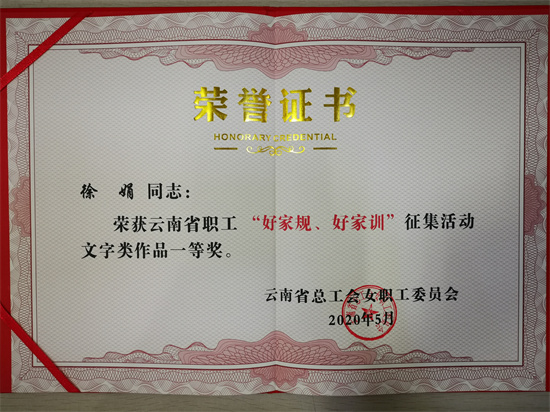 荣誉证书
HONORARY CREDENTIAL
徐 娟 同志：
荣获云南省职工“好家规、好家训”征集活动
文字类作品一等奖。
云南省总工会女职工委员会
2020年5月